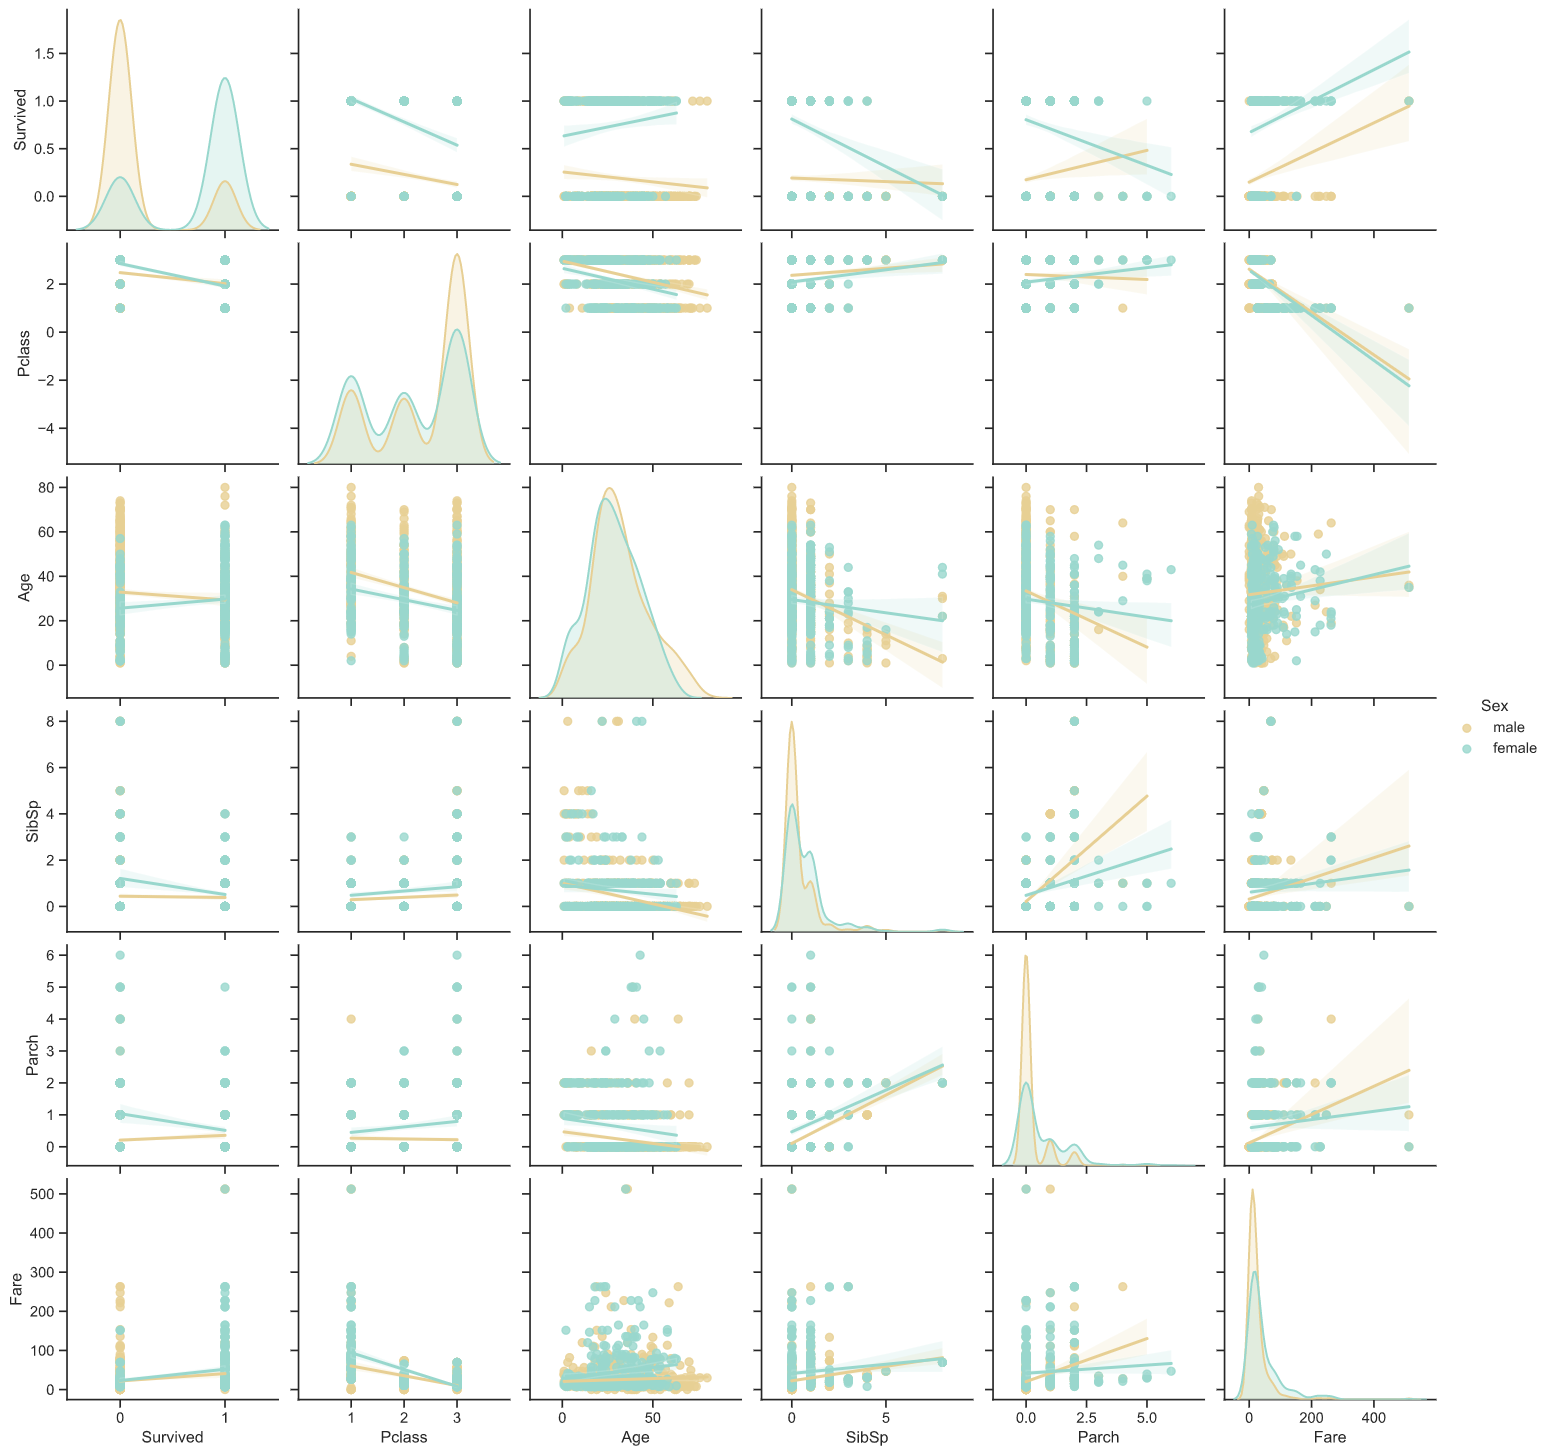 Survived
1.5
1.0
0.5
0.0
Pclass
2
0
−2
−4
Age
80
60
40
20
0
SibSp
8
6
4
2
0
Sex
male
female
Parch
6
5
4
3
2
1
0
Fare
500
400
300
200
100
0
0 1 1 2 3 0 50 0 5 0.0 2.5 5.0 0 200 400
Survived Pclass Age SibSp Parch Fare